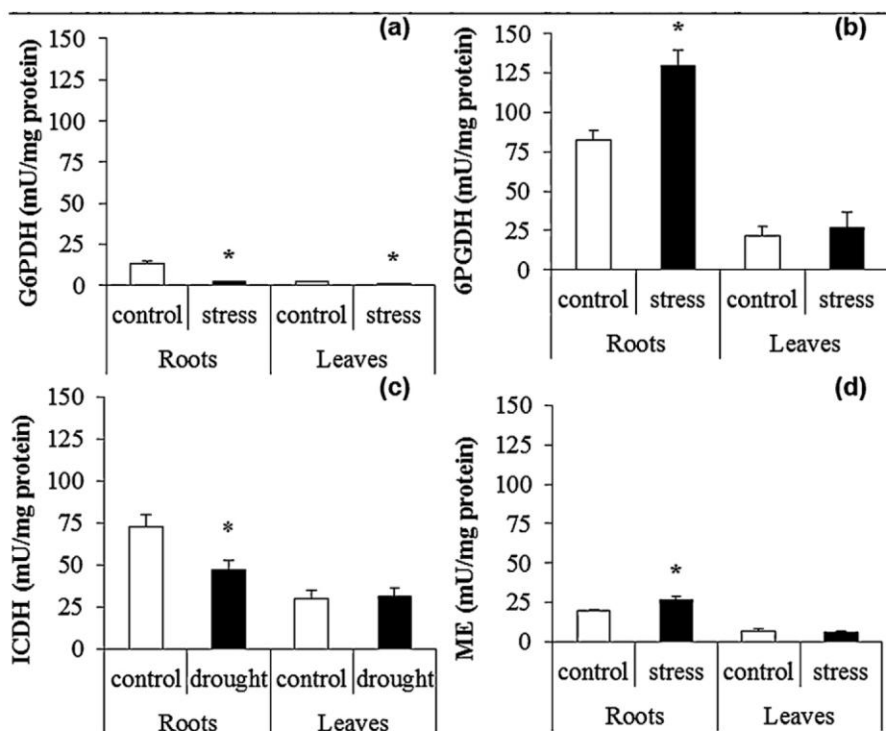 (a)
G6PDH (mU/mg protein)
150
125
100
75
50
25
0
*
*
control stress control stress
Roots Leaves
(b)
6PGDH (mU/mg protein)
150
125
100
75
50
25
0
*
control stress control stress
Roots Leaves
(c)
ICDH (mU/mg protein)
150
125
100
75
50
25
0
*
control drought control drought
Roots Leaves
(d)
ME (mU/mg protein)
150
125
100
75
50
25
0
*
control stress control stress
Roots Leaves